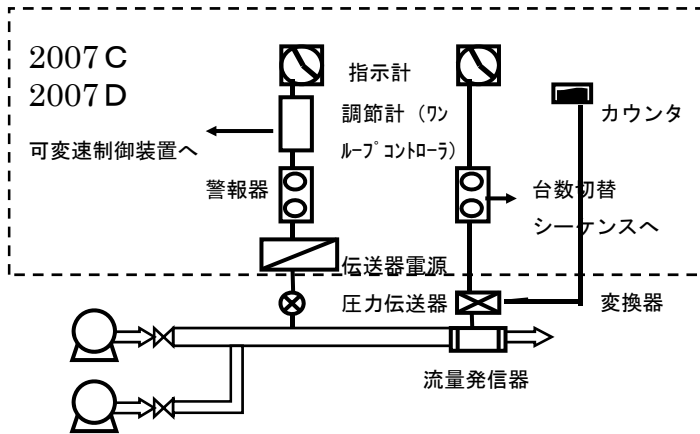 2007C
2007D
指示計
調節計（ﾜﾝ
ﾙｰﾌﾟｺﾝﾄﾛｰﾗ）
カウンタ
可変速制御装置へ
警報器
台数切替
シーケンスへ
伝送器電源
圧力伝送器
変換器
流量発信器